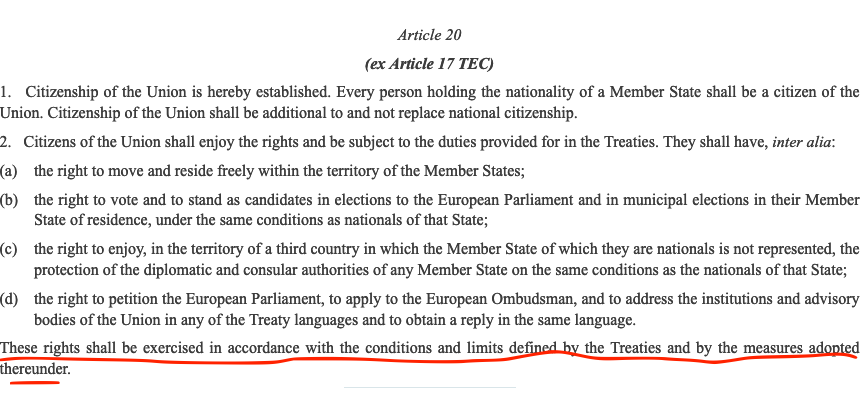 Article 20
(ex Article 17 TEC)
1. Citizenship of the Union is hereby established. Every person holding the nationality of a Member State shall be a citizen of the
Union. Citizenship of the Union shall be additional to and not replace national citizenship.
2. Citizens of the Union shall enjoy the rights and be subject to the duties provided for in the Treaties. They shall have, inter alia:
(a) the right to move and reside freely within the territory of the Member States;
(b) the right to vote and to stand as candidates in elections to the European Parliament and in municipal elections in their Member
State of residence, under the same conditions as nationals of that State;
(c) the right to enjoy, in the territory of a third country in which the Member State of which they are nationals is not represented, the
protection of the diplomatic and consular authorities of any Member State on the same conditions as the nationals of that State;
(d) the right to petition the European Parliament, to apply to the European Ombudsman, and to address the institutions and advisory
bodies of the Union in any of the Treaty languages and to obtain a reply in the same language.
These rights shall be exercised in accordance with the conditions and limits defined by the Treaties and by the measures adopted
thereunder.